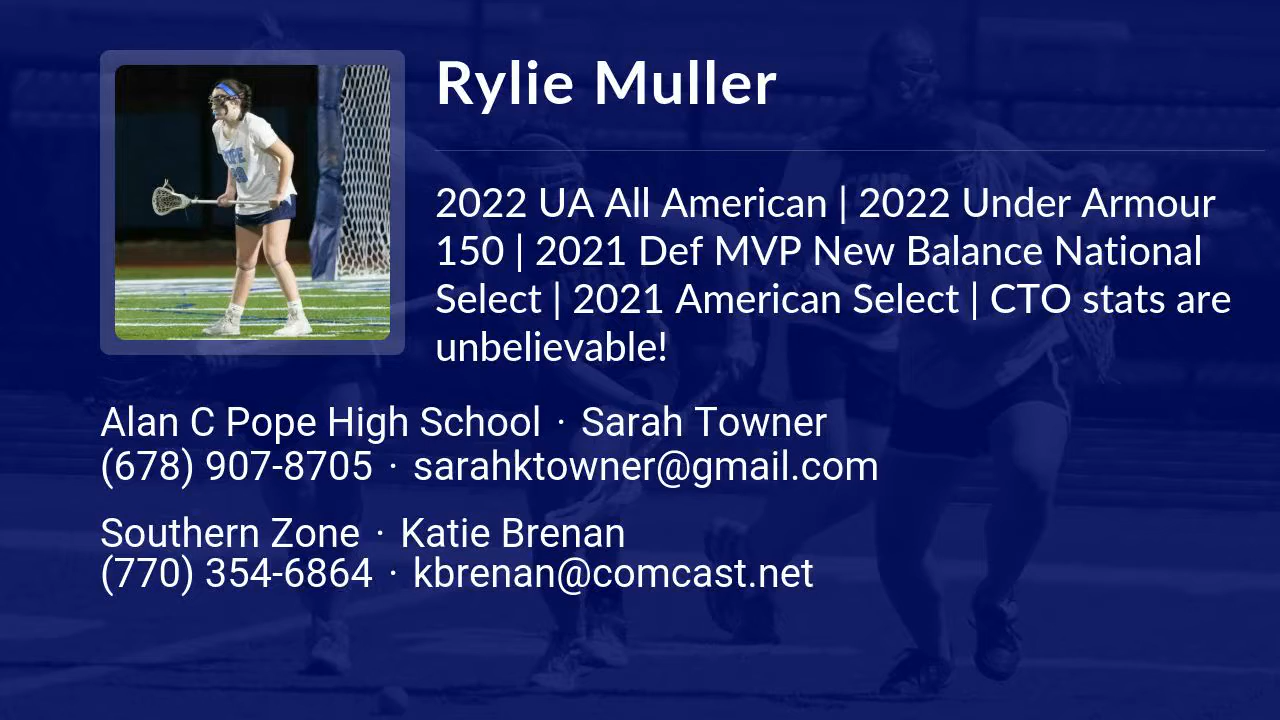 Rylie Muller
2022 UA All American | 2022 Under Armour
150 | 2021 Def MVP New Balance National
Select | 2021 American Select | CTO stats are
unbelievable!
Alan C Pope High School · Sarah Towner
(678) 907-8705 · sarahktowner@gmail.com
Southern Zone · Katie Brenan
(770) 354-6864 · kbrenan@comcast.net